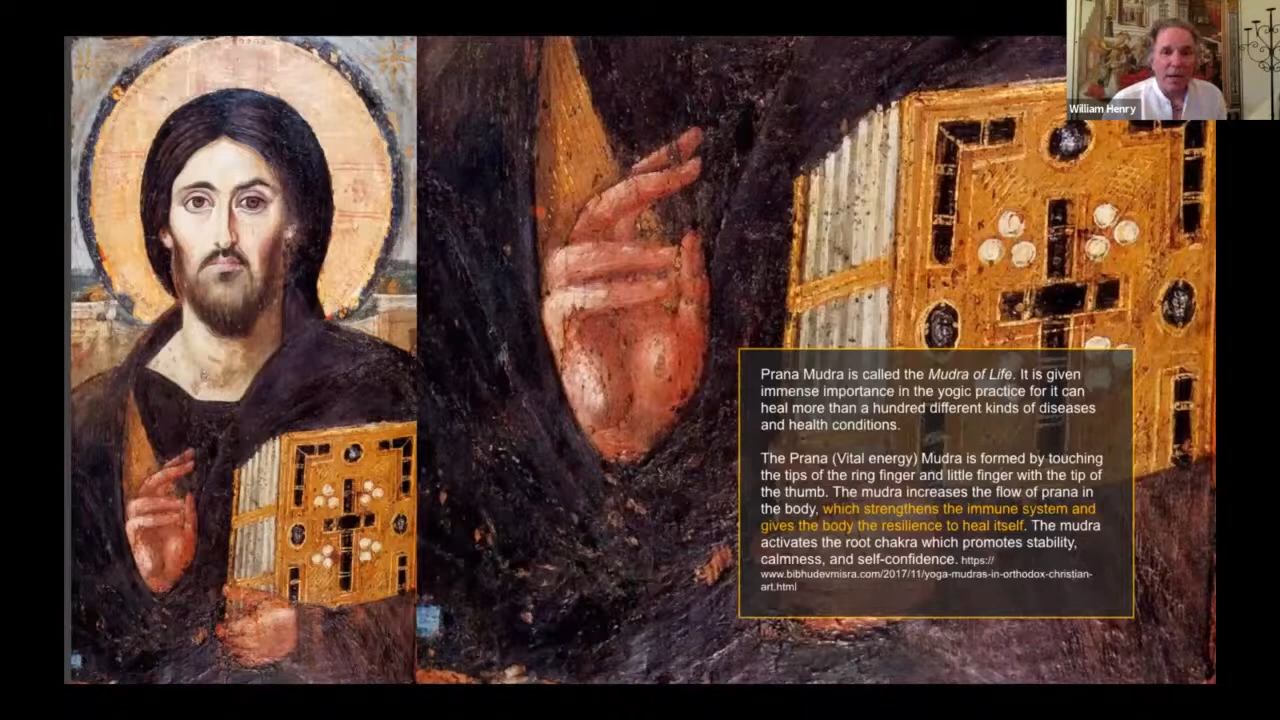 William Henry
Prana Mudra is called the Mudra of Life. It is given
immense importance in the yogic practice for it can
heal more than a hundred different kinds of diseases
and health conditions.
The Prana (Vital energy) Mudra is formed by touching
the tips of the ring finger and little finger with the tip of
the thumb. The mudra increases the flow of prana in
the body, which strengthens the immune system and
gives the body the resilience to heal itself. The mudra
activates the root chakra which promotes stability,
calmness, and self-confidence. https://
www.bibhudevmisra.com/2017/11/yoga-mudras-in-orthodox-christian-
art.html